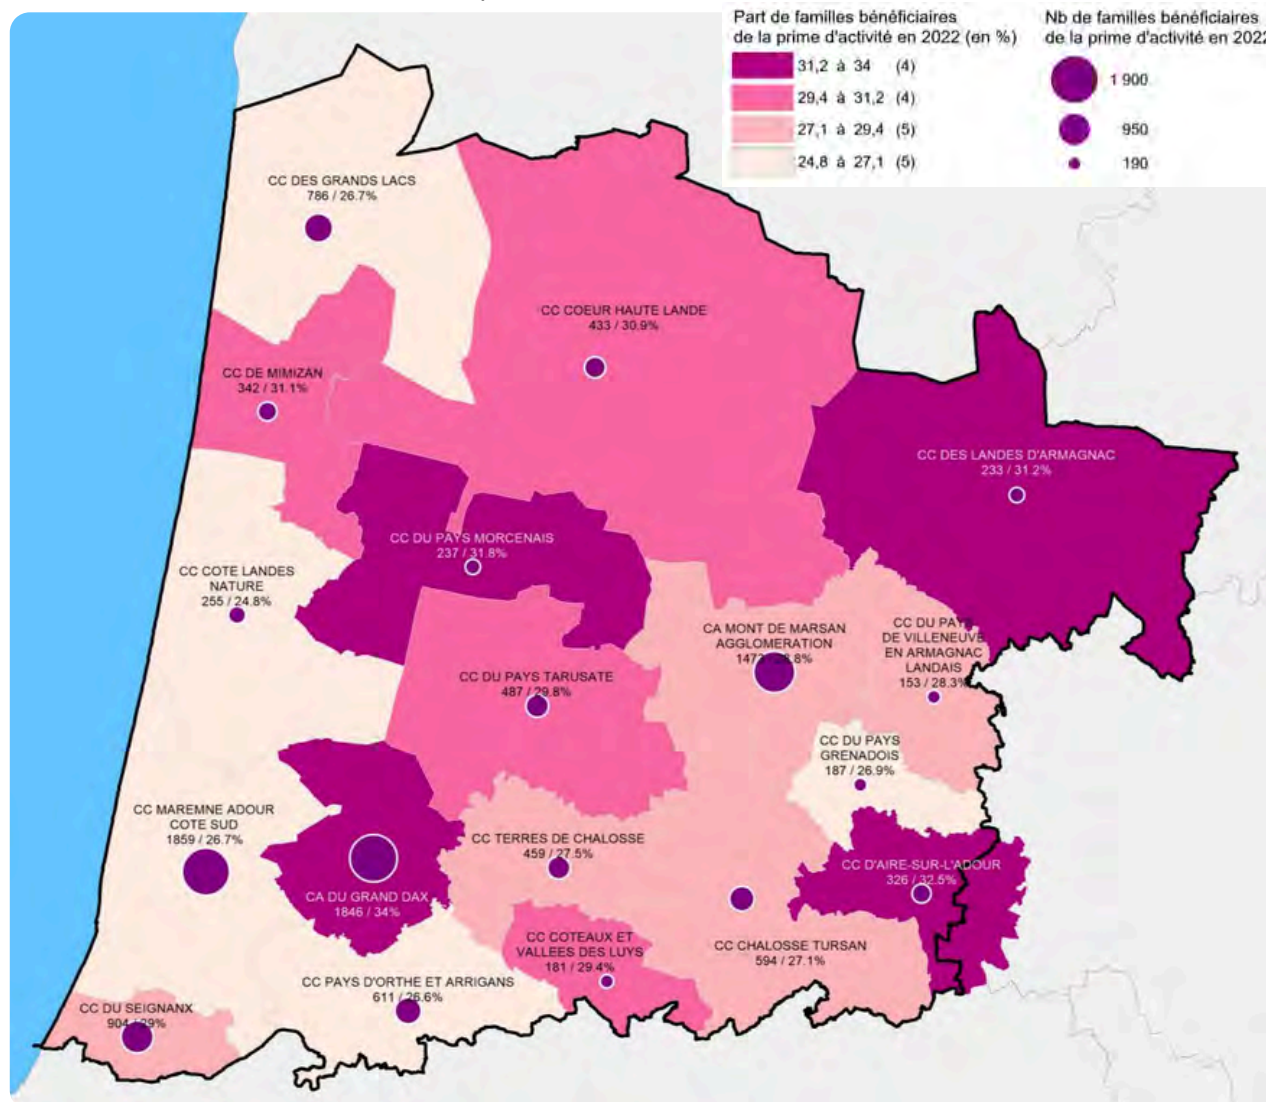 Part de familles bénéficiaires
de la prime d'activité en 2022 (en %)
31,2 à 34 (4)
29,4 à 31,2 (4)
27,1 à 29,4 (5)
24,8 à 27,1 (5)
Nb de familles bénéficiaires
de la prime d'activité en 2022
1 900
950
190
CC DES GRANDS LACS
786 / 26.7%
CC COEUR HAUTE LANDE
433 / 30.9%
CC DE MIMIZAN
342 / 31.1%
CC DES LANDES D'ARMAGNAC
233 / 31.2%
CC DU PAYS MORCENAIS
237 / 31.8%
CC COTE LANDES
NATURE
255 / 24.8%
CA MONT DE MARSAN
AGGLOMERATION
CC DU PAYS
DE VILLENEUVE
EN ARMAGNAC
LANDAIS
153 / 28.3%
CC DU PAYS TARUSATE
487 / 29.8%
CC DU PAYS
GRENADOIS
187 / 26.9%
CC MAREMNE ADOUR
COTE SUD
1859 / 26.7%
CC TERRES DE CHALOSSE
459 / 27.5%
CC D'AIRE-SUR-L'ADOUR
326 / 32.5%
CA DU GRAND DAX
1846 / 34%
CC COTEAUX ET
VALLEES DES LUYS
181 / 29.4%
CC CHALOSSE TURSAN
594 / 27.1%
CC PAYS D'ORTHE ET ARRIGANS
611 / 26.6%
CC DU SEIGNANX
904 / 29%